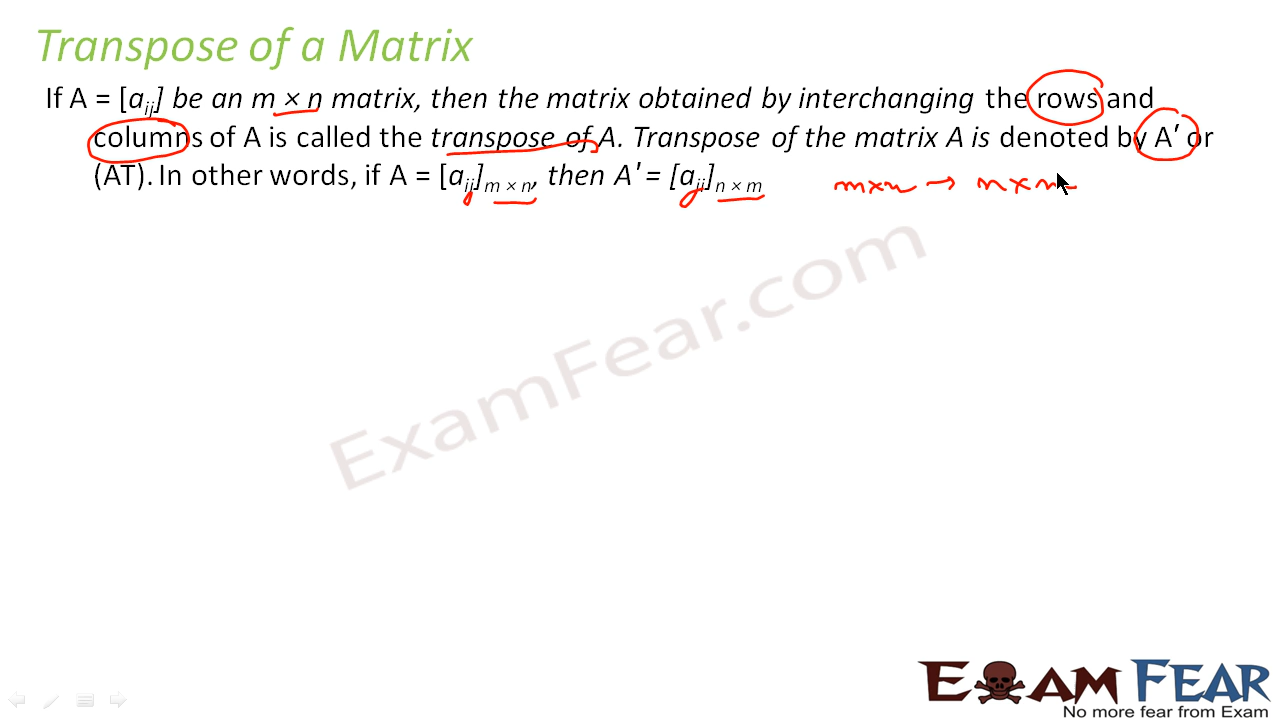 Transpose of a Matrix
If A = [aij] be an m × n matrix, then the matrix obtained by interchanging the rows and
columns of A is called the transpose of A. Transpose of the matrix A is denoted by A′ or
(AT). In other words, if A = [aij]m × n, then A′ = [aji]n × m
m×n → n×m
ExamFear.com
EXAM FEAR
No more fear from Exam